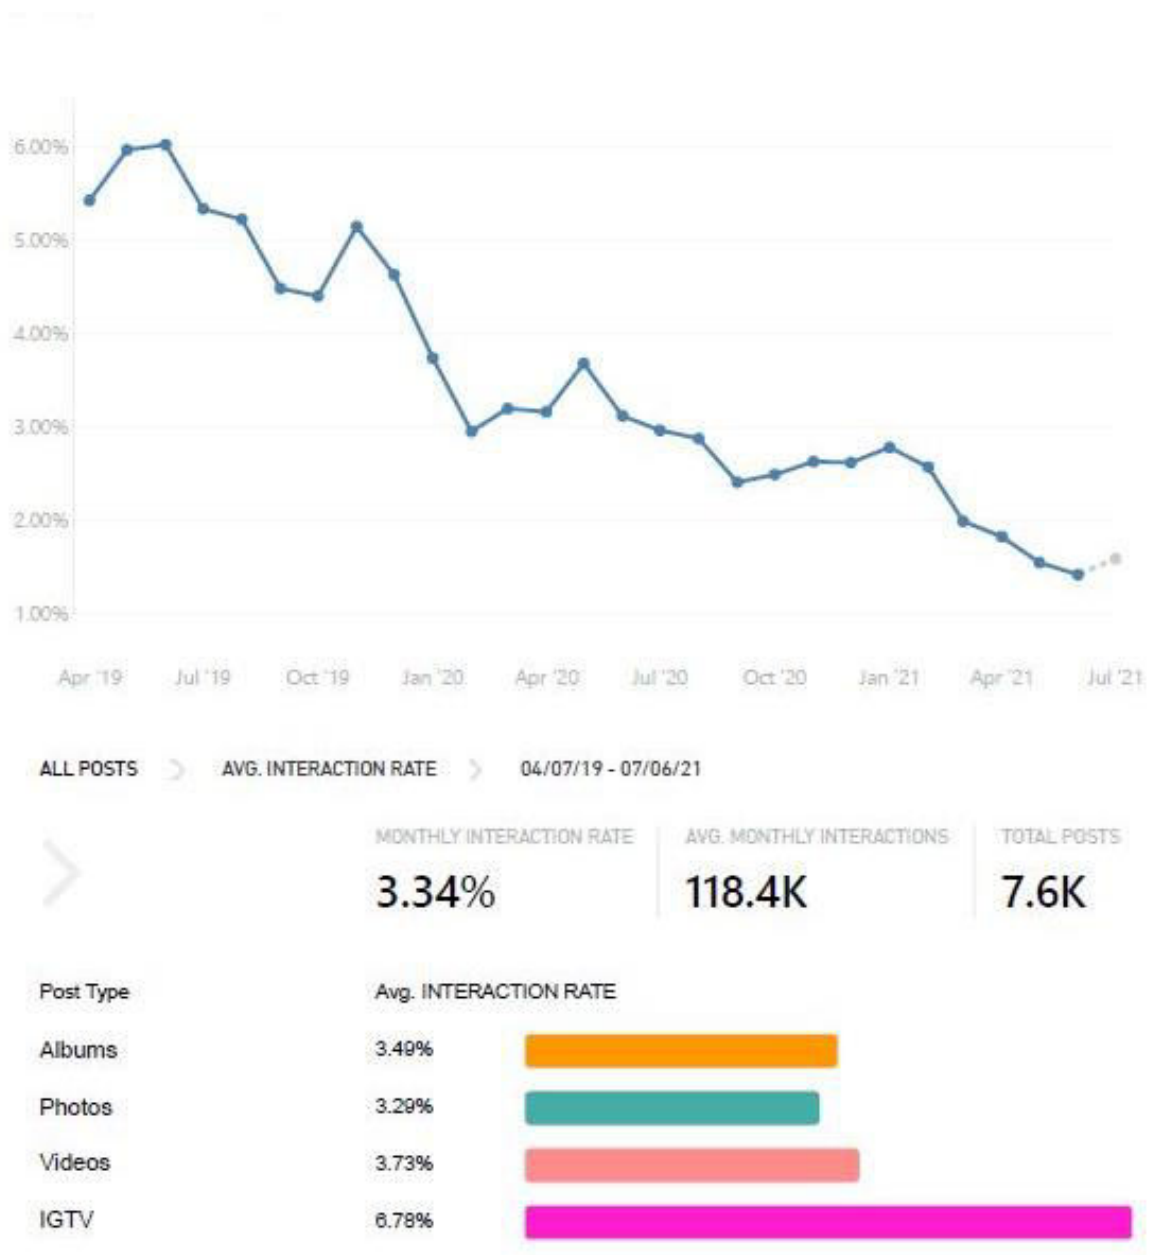 6.00%
5.00%
4.00%
3.00%
2.00%
1.00%
Apr '19 Jul '19 Oct '19 Jan '20 Apr '20 Jul '20 Oct '20 Jan '21 Apr '21 Jul '21
ALL POSTS AVG. INTERACTION RATE 04/07/19 - 07/06/21
MONTHLY INTERACTION RATE AVG. MONTHLY INTERACTIONS TOTAL POSTS
3.34% 118.4K 7.6K
Post Type Avg. INTERACTION RATE
Albums 3.49%
Photos 3.29%
Videos 3.73%
IGTV 6.78%